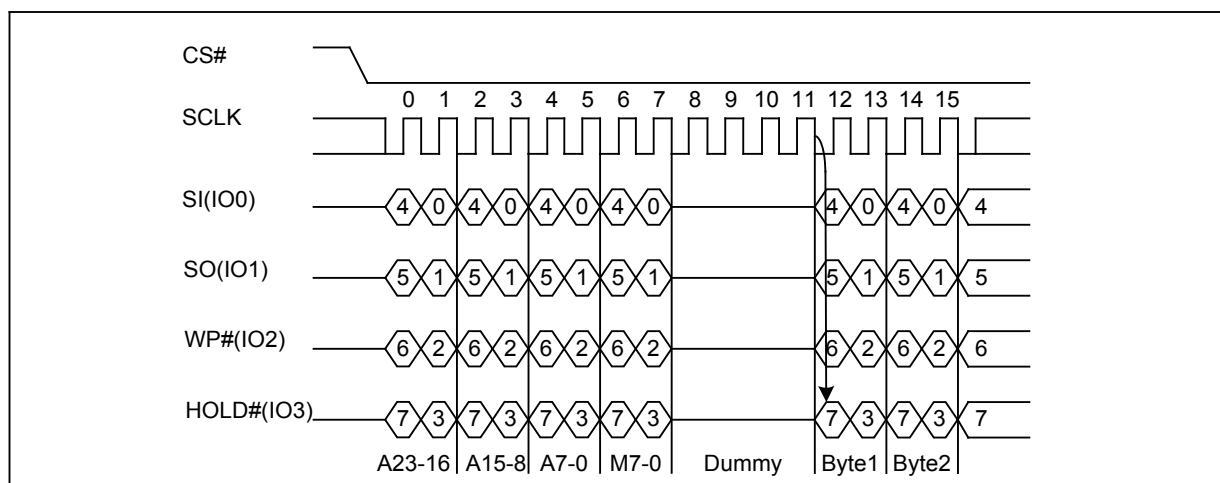 CS#
0 1 2 3 4 5 6 7 8 9 10 11 12 13 14 15
SCLK
SI(IO0) 4 0 4 0 4 0 4 0 4 0 4 0 4
SO(IO1) 5 1 5 1 5 1 5 1 5 1 5 1 5
WP#(IO2) 6 2 6 2 6 2 6 2 6 2 6 2 6
HOLD#(IO3) 7 3 7 3 7 3 7 3 7 3 7 3 7
A23-16 A15-8 A7-0 M7-0 Dummy Byte1 Byte2